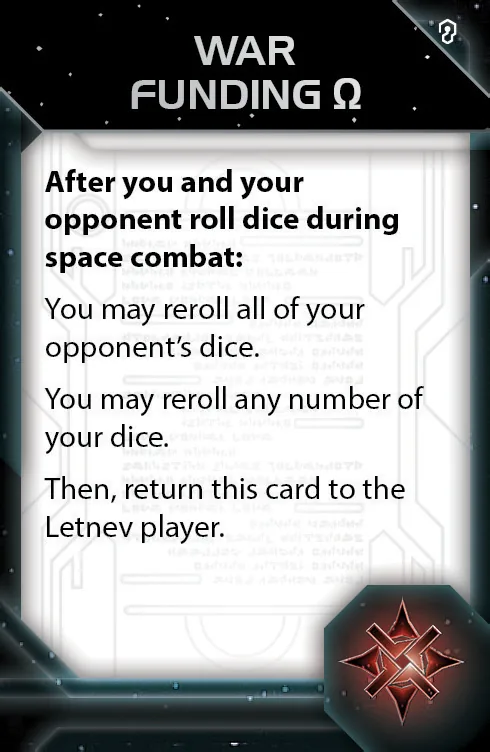 WAR
FUNDING Ω
After you and your
opponent roll dice during
space combat:
You may reroll all of your
opponent’s dice.
You may reroll any number of
your dice.
Then, return this card to the
Letnev player.